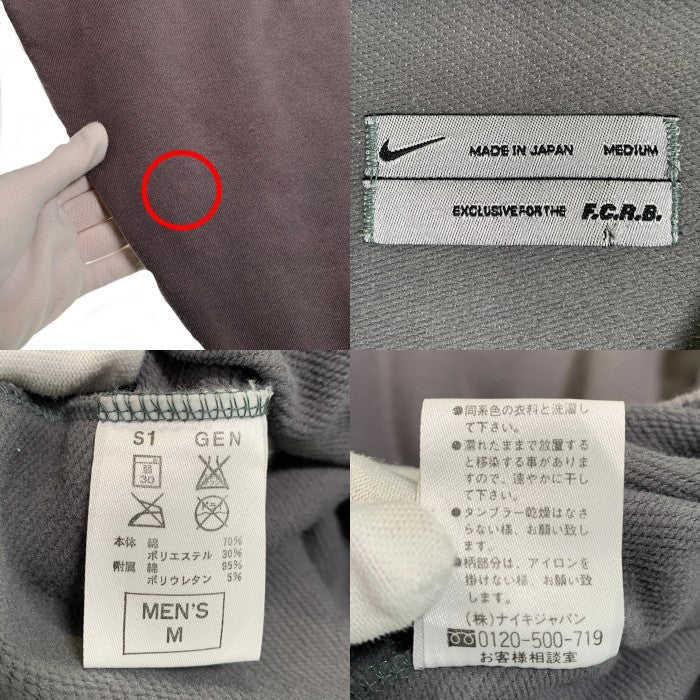 MADE IN JAPAN MEDIUM
EXCLUSIVE FOR THE F.C.R.B.
S1 GEN
30
本体 綿 70%
ポリエステル 30%
附属 綿 95%
ポリウレタン 5%
MEN'S
M
●同系色の衣料と洗濯し
て下さい。
●濡れたままで放置する
と移染する事があります
ので、速やかに干し
て下さい。
●タンブラー乾燥はなさ
らない様、お願い致し
ます。
●柄部分は、アイロンを
掛けない様、お願い致
します。
(株)ナイキジャパン
0120-500-719
お客様相談室